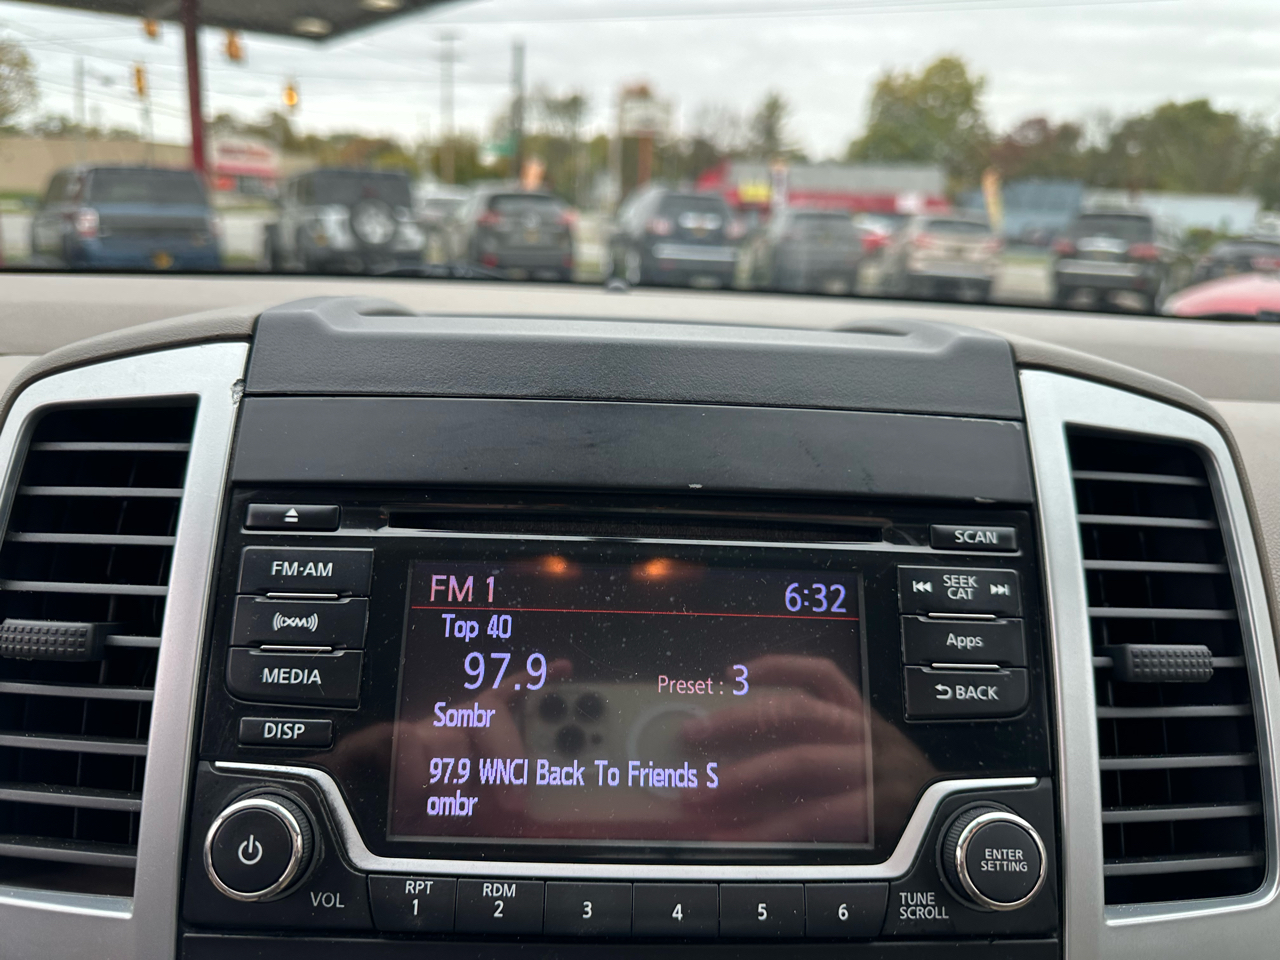 SCAN
FM·AM
SEEK
CAT
((XM))
Apps
MEDIA
BACK
DISP
FM 1
6:32
Top 40
97.9
Preset : 3
Sombr
97.9 WNCI Back To Friends S
ombr
VOL
RPT
1
RDM
2
3
4
5
6
TUNE
SCROLL
ENTER
SETTING